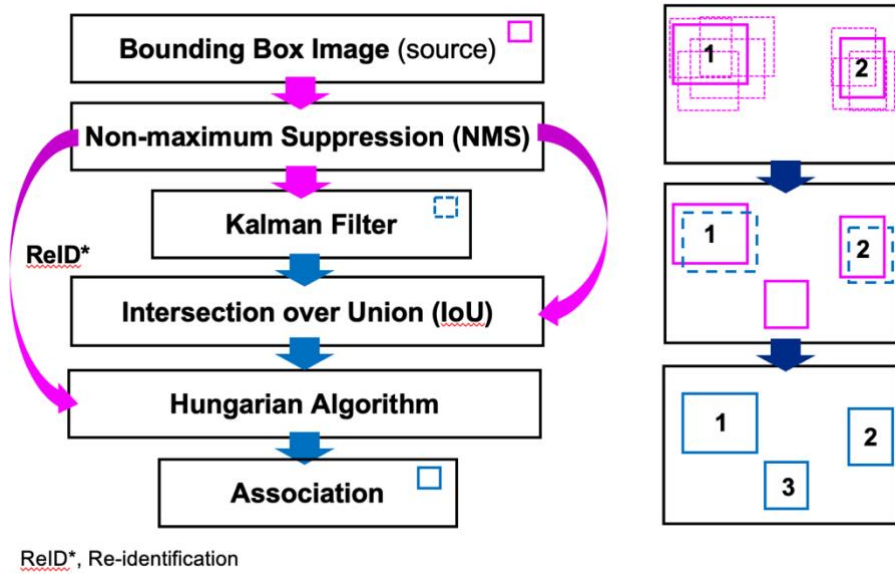 Bounding Box Image (source)
Non-maximum Suppression (NMS)
Kalman Filter
ReID*
Intersection over Union (IoU)
Hungarian Algorithm
Association
ReID*, Re-identification
1
2
1
2
1
2
3